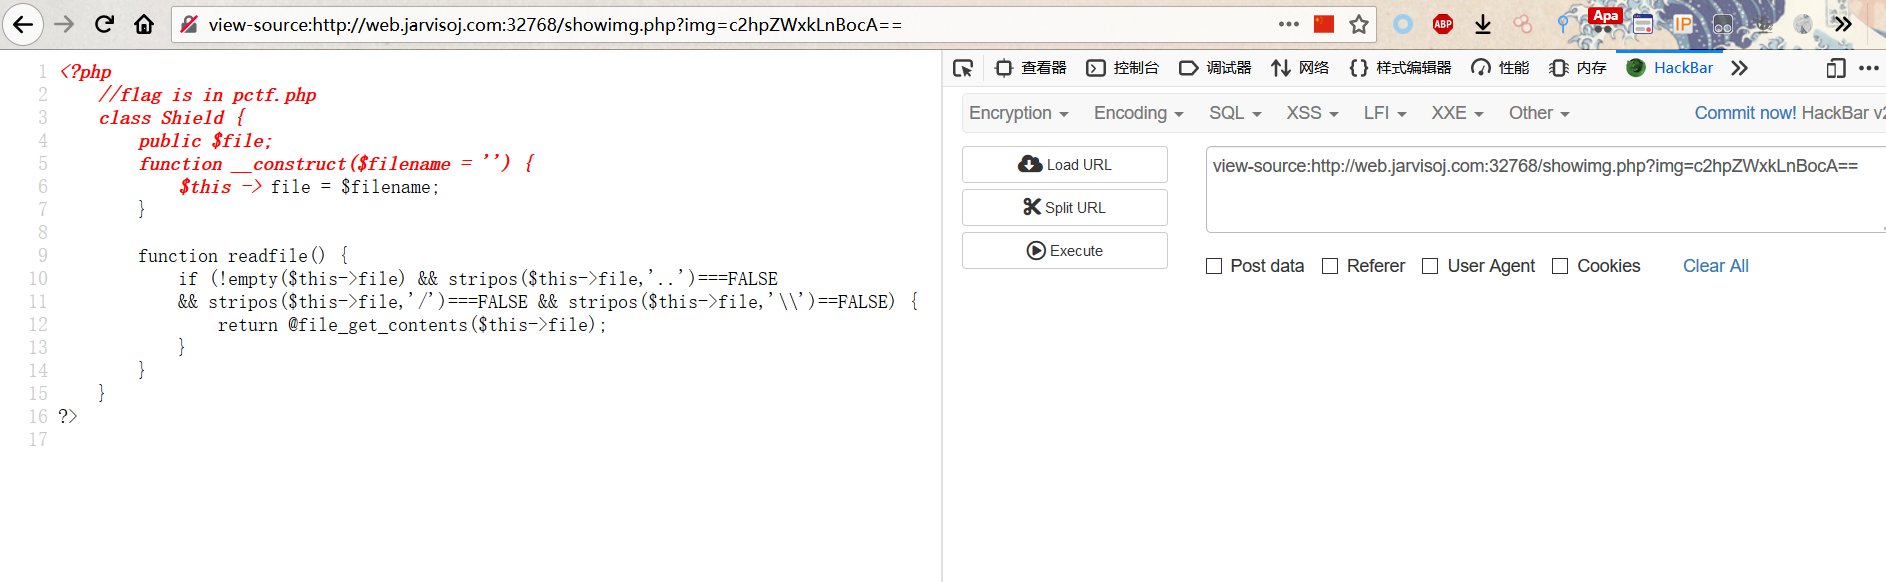 view-source:http://web.jarvisoj.com:32768/showimg.php?img=c2hpZWxkLnBocA==
ABP
Apa
IP
1 <?php
2 //flag is in pctf.php
3 class Shield {
4 public $file;
5 function __construct($filename = '') {
6 $this -> file = $filename;
7 }
8
9 function readfile() {
10 if (!empty($this->file) && stripos($this->file,'..')===FALSE
11 && stripos($this->file,'/')===FALSE && stripos($this->file,'\\')==FALSE) {
12 return @file_get_contents($this->file);
13 }
14 }
15 }
16 ?>
17
查看器 控制台 调试器 网络 样式编辑器 性能 内存 HackBar
Encryption Encoding SQL XSS LFI XXE Other Commit now! HackBar v2
Load URL
view-source:http://web.jarvisoj.com:32768/showimg.php?img=c2hpZWxkLnBocA==
Split URL
Execute
Post data Referer User Agent Cookies Clear All